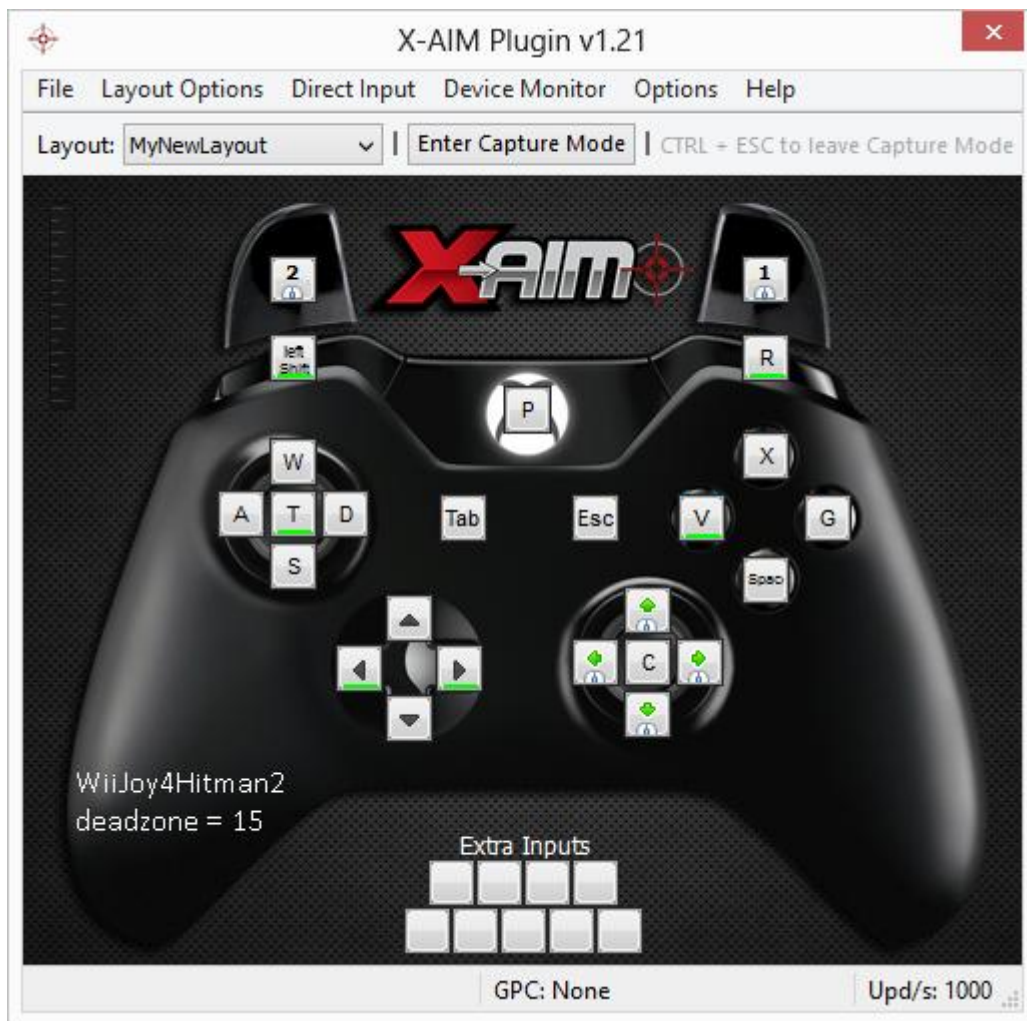 X-AIM Plugin v1.21
File Layout Options Direct Input Device Monitor Options Help
Layout: MyNewLayout Enter Capture Mode CTRL + ESC to leave Capture Mode
X-AIM
2 1
left Shift R
P
W X
A T D Tab Esc V G
S Spac
C
WiiJoy4Hitman2
deadzone = 15
Extra Inputs
GPC: None Upd/s: 1000